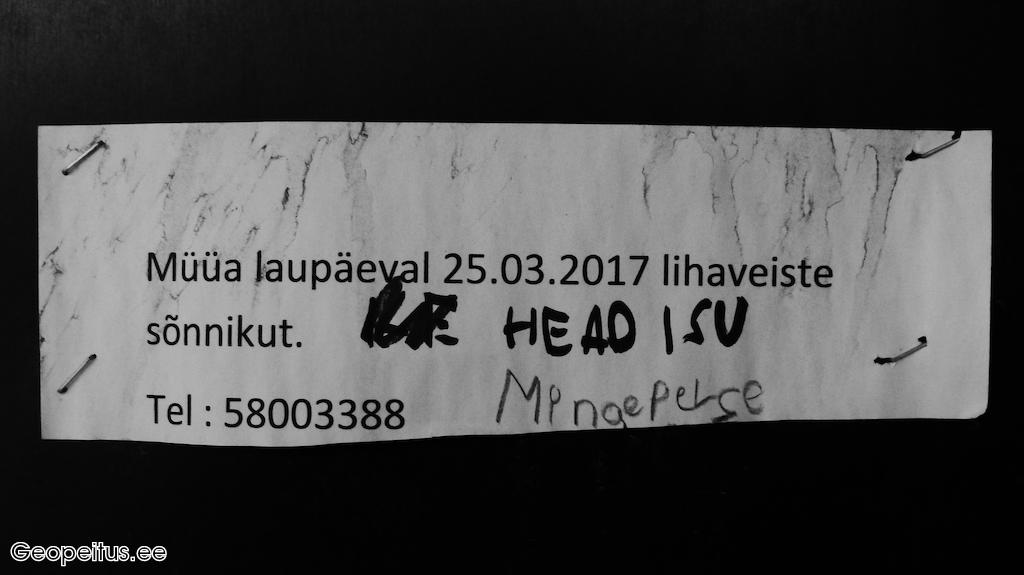 Müüa laupäeval 25.03.2017 lihaveiste
sõnnikut. HEAD ISU
Tel : 58003388 Mingeperse
Geopeitus.ee